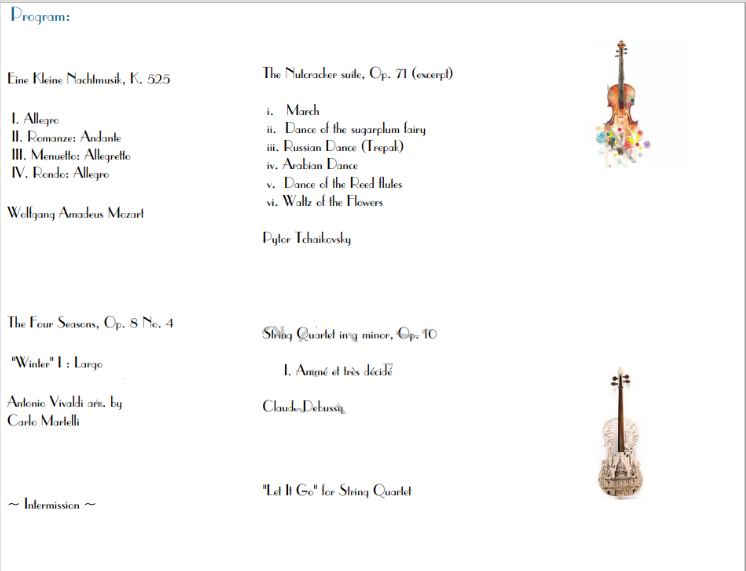 Program:
Eine Kleine Nachtmusik, K. 525
I. Allegro
II. Romanze: Andante
III. Menuetto: Allegretto
IV. Rondo: Allegro
Wolfgang Amadeus Mozart
The Four Seasons, Op. 8 No. 4
"Winter" I : Largo
Antonio Vivaldi arr. by
Carlo Martelli
~ Intermission ~
The Nutcracker suite, Op. 71 (excerpt)
i. March
ii. Dance of the sugarplum fairy
iii. Russian Dance (Trepak)
iv. Arabian Dance
v. Dance of the Reed flutes
vi. Waltz of the Flowers
Pytor Tchaikovsky
String Quartet in g minor, Op. 10
I. Animé et très décidé
Claude Debussy
"Let It Go" for String Quartet